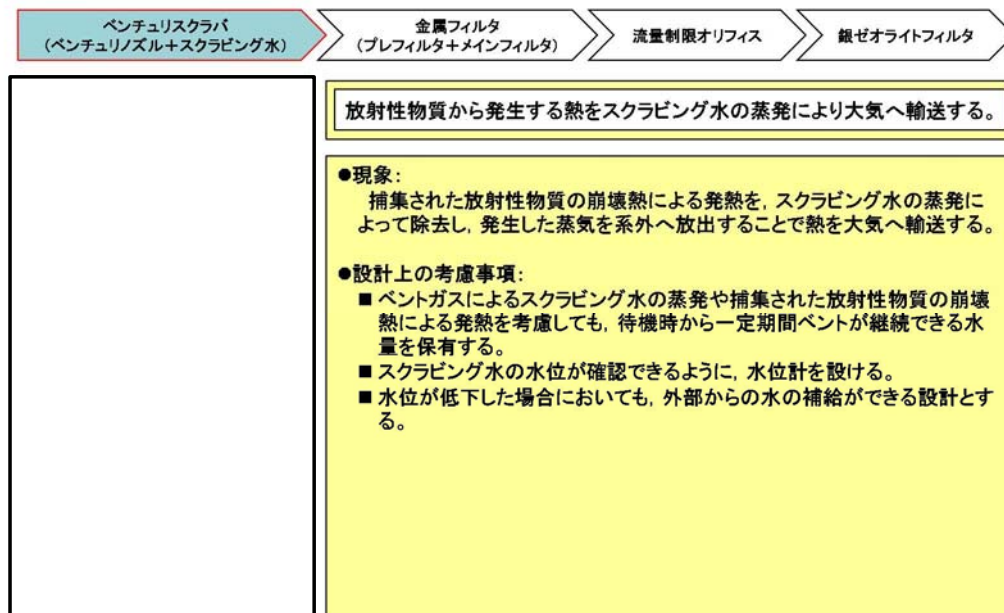 ベンチュリスクラバ
（ベンチュリノズル＋スクラビング水）
金属フィルタ
（プレフィルタ＋メインフィルタ）
流量制限オリフィス
銀ゼオライトフィルタ
放射性物質から発生する熱をスクラビング水の蒸発により大気へ輸送する。
●現象：
捕集された放射性物質の崩壊熱による発熱を，スクラビング水の蒸発に
よって除去し，発生した蒸気を系外へ放出することで熱を大気へ輸送する。
●設計上の考慮事項：
■ ベントガスによるスクラビング水の蒸発や捕集された放射性物質の崩壊
熱による発熱を考慮しても，待機時から一定期間ベントが継続できる水
量を保有する。
■ スクラビング水の水位が確認できるように，水位計を設ける。
■ 水位が低下した場合においても，外部からの水の補給ができる設計とす
る。